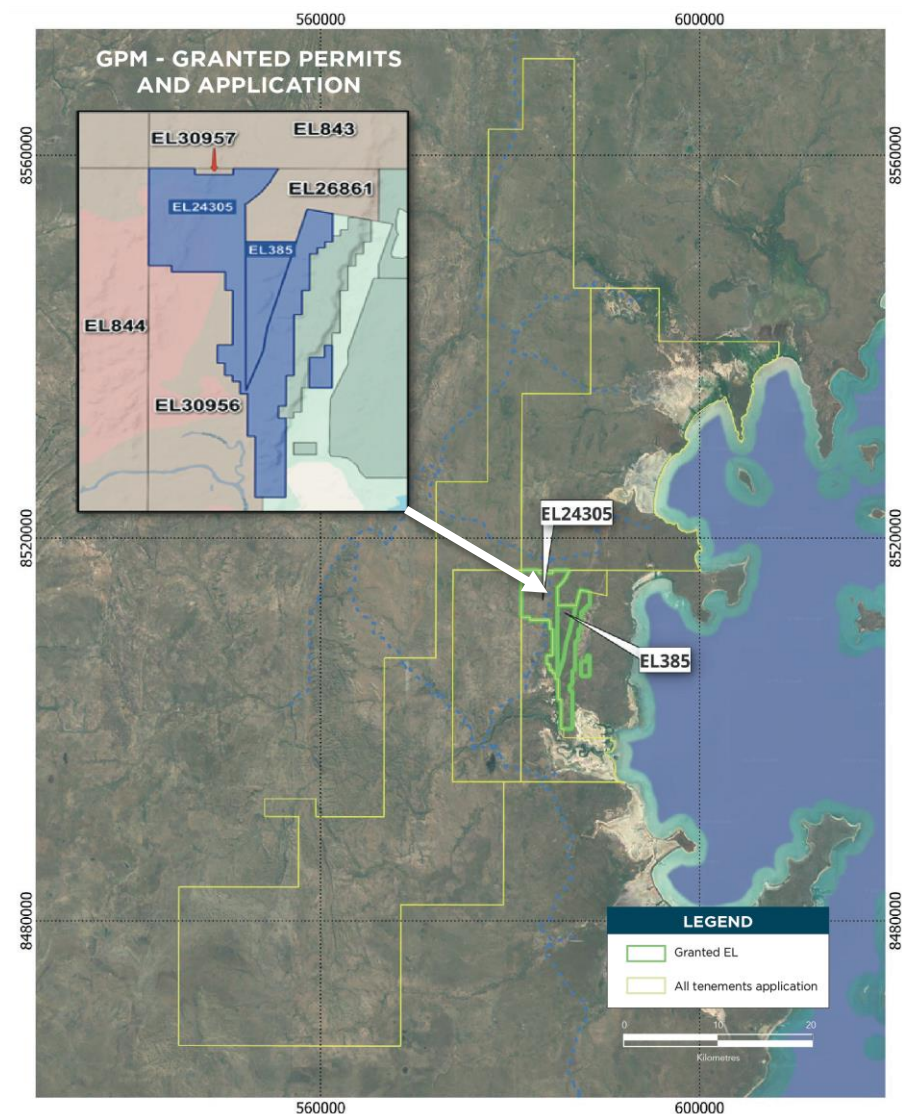 560000
600000
GPM - GRANTED PERMITS
AND APPLICATION
EL30957
EL843
EL26861
EL24305
EL385
EL844
EL30956
8560000
8560000
EL24305
8520000
8520000
EL385
8480000
8480000
LEGEND
Granted EL
All tenements application
0 10 20
Kilometres
560000
600000